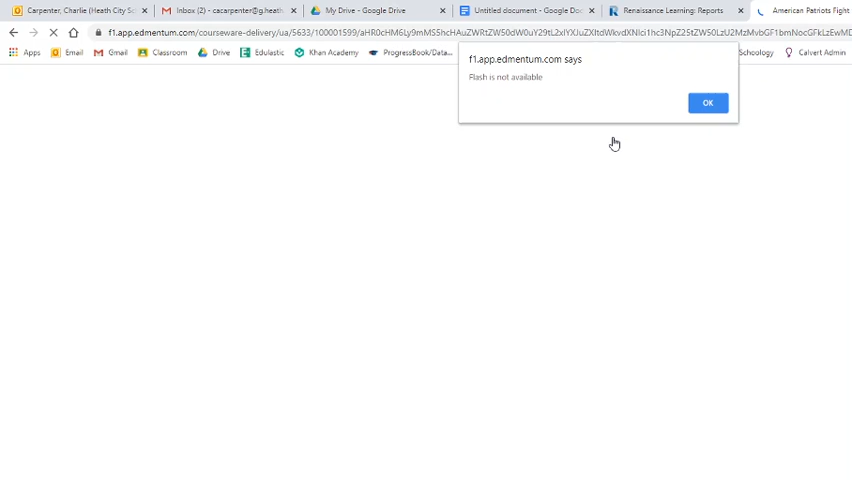 Carpenter, Charlie (Heath City Sc
Inbox (2) - cacarpenter@g.heath.
My Drive - Google Drive
Untitled document - Google Doc
Renaissance Learning: Reports
American Patriots Fight
f1.app.edmentum.com/courseware-delivery/ua/5633/100001599/
Apps
Email
Gmail
Classroom
Drive
Edulastic
Khan Academy
ProgressBook/Data...
Schoology
Calvert Admin
f1.app.edmentum.com says
Flash is not available
OK